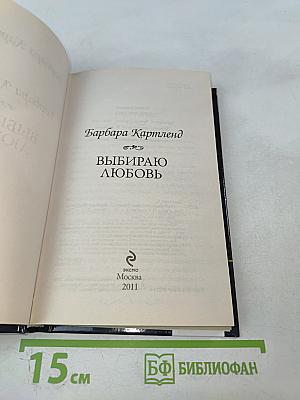 Барбара Картленд
ВЫБИРАЮ
ЛЮБОВЬ
ЭКСМО
Москва
2011
15 см
БФ БИБЛИОФАН